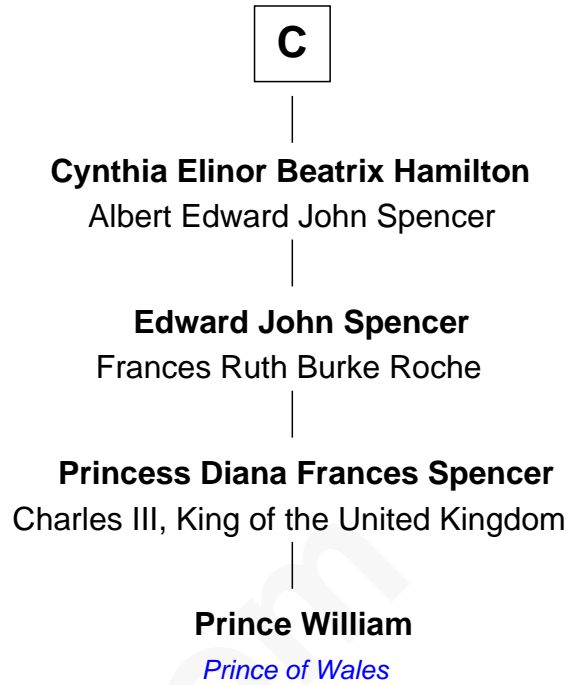 C
Cynthia Elinor Beatrix Hamilton
Albert Edward John Spencer
Edward John Spencer
Frances Ruth Burke Roche
Princess Diana Frances Spencer
Charles III, King of the United Kingdom
Prince William
Prince of Wales